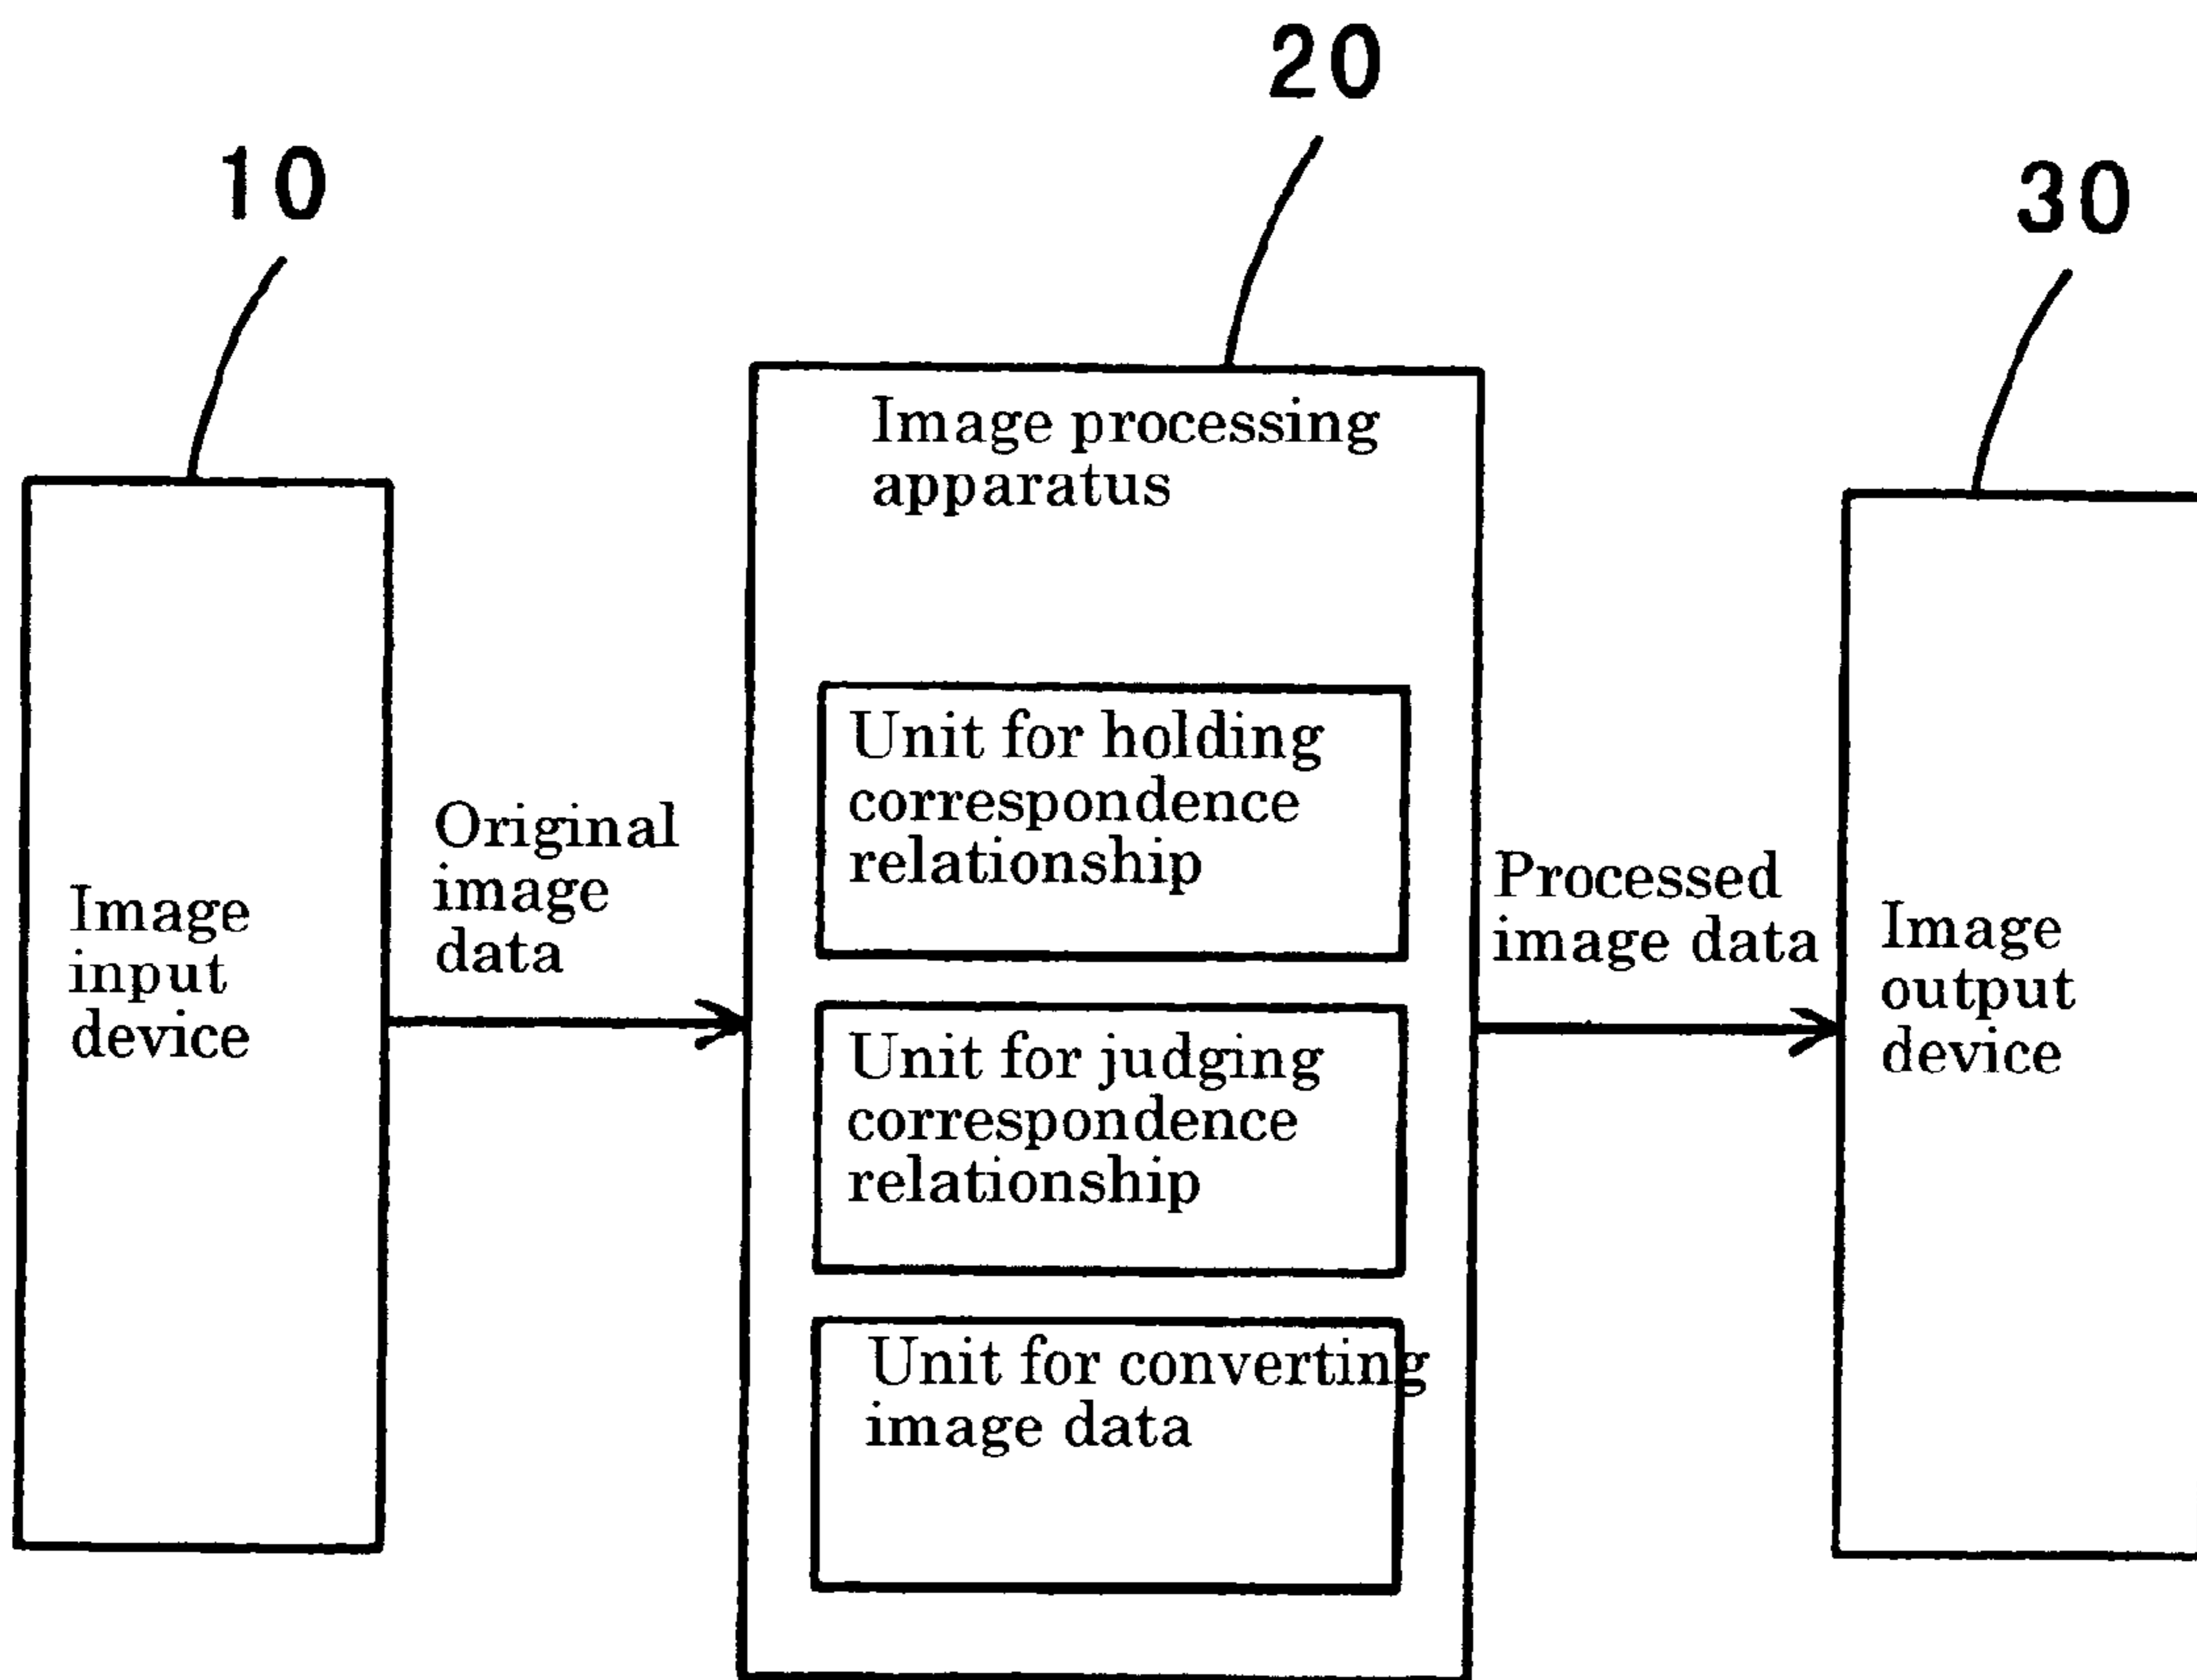 20
10
30
Image processing
apparatus
Unit for holding
correspondence
relationship
Original
image
data
Processed
image data
Image
input
device
Image
output
device
Unit for judging
correspondence
relationship
Unit for converting
image data